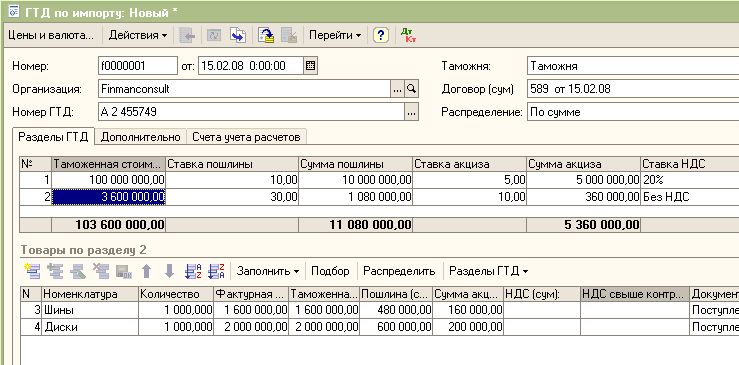 ГТД по импорту: Новый *
Цены и валюта... Действия Перейти ? Дт Кт
Номер: f0000001 от: 15.02.08 0:00:00 Таможня: Таможня
Организация: Finmanconsult ... Договор (сум) 589 от 15.02.08
Номер ГТД: А 2 455749 ... Распределение: По сумме
Разделы ГТД Дополнительно Счета учета расчетов
№ Таможенная стоим... Ставка пошлины Сумма пошлины Ставка акциза Сумма акциза Ставка НДС
1 100 000 000,00 10,00 10 000 000,00 5,00 5 000 000,00 20%
2 3 600 000,00 30,00 1 080 000,00 10,00 360 000,00 Без НДС
103 600 000,00 11 080 000,00 5 360 000,00
Товары по разделу 2
Заполнить Подбор Распределить Разделы ГТД
N Номенклатура Количество Фактурная ... Таможенна... Пошлина (с... Сумма акц... НДС (сум): НДС свыше контр... Документ
3 Шины 1 000,000 1 600 000,00 1 600 000,00 480 000,00 160 000,00 Поступле
4 Диски 1 000,000 2 000 000,00 2 000 000,00 600 000,00 200 000,00 Поступле